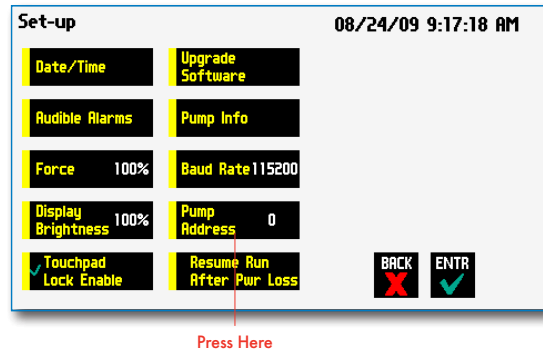 Set-up 08/24/09 9:17:18 AM
Date/Time
Upgrade
Software
Audible Alarms
Pump Info
Force 100%
Baud Rate 115200
Display
Brightness 100%
Pump
Address 0
Touchpad
Lock Enable
Resume Run
After Pwr Loss
BACK
ENTR
Press Here